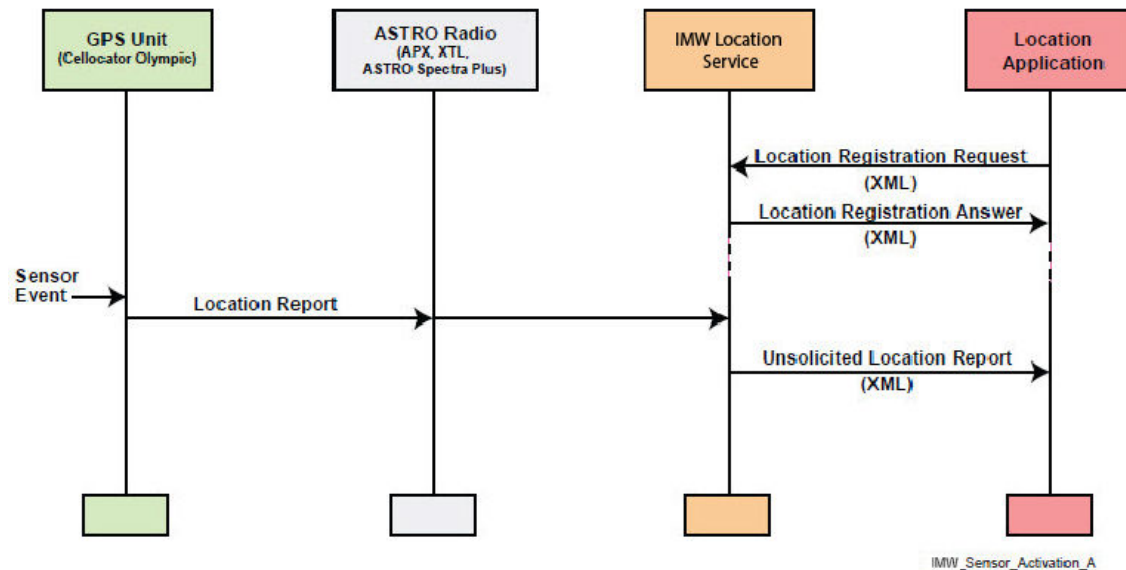 GPS Unit
(Cellocator Olympic)
ASTRO Radio
(APX, XTL,
ASTRO Spectra Plus)
IMW Location
Service
Location
Application
Location Registration Request
(XML)
Location Registration Answer
(XML)
Sensor
Event
Location Report
Unsolicited Location Report
(XML)
IMW_Sensor_Activation_A